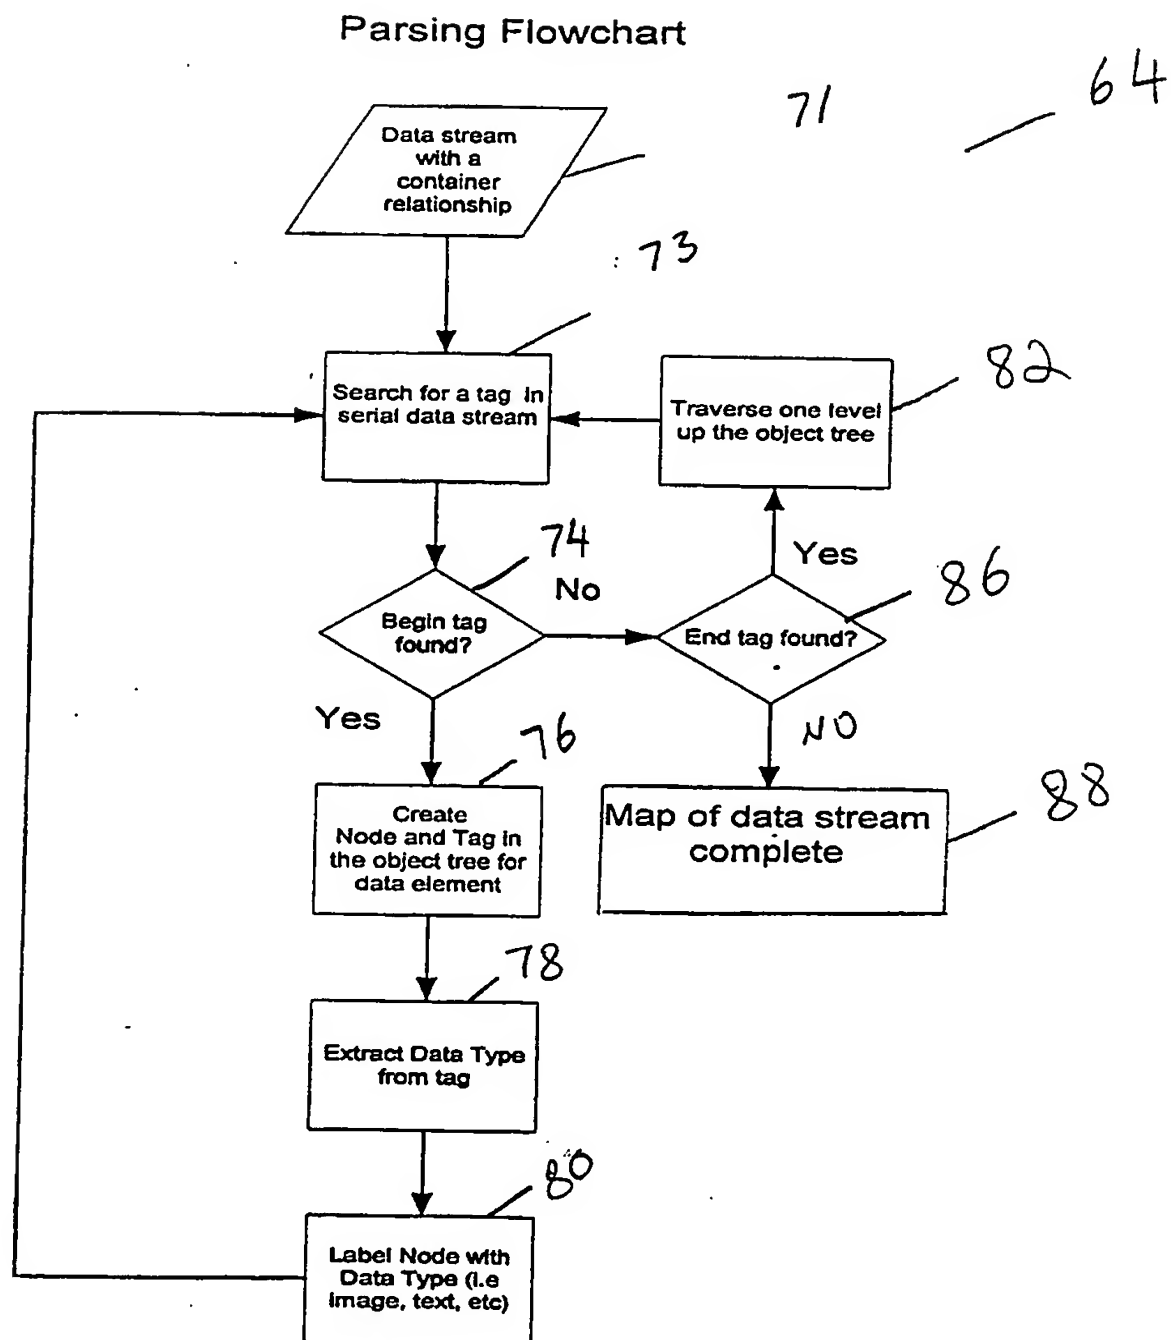 Parsing Flowchart
64
71
Data stream
with a
container
relationship
73
Search for a tag in
serial data stream
82
Traverse one level
up the object tree
74
Begin tag
found?
No
Yes
86
End tag found?
Yes
NO
76
Create
Node and Tag in
the object tree for
data element
88
Map of data stream
complete
78
Extract Data Type
from tag
80
Label Node with
Data Type (i.e
image, text, etc)